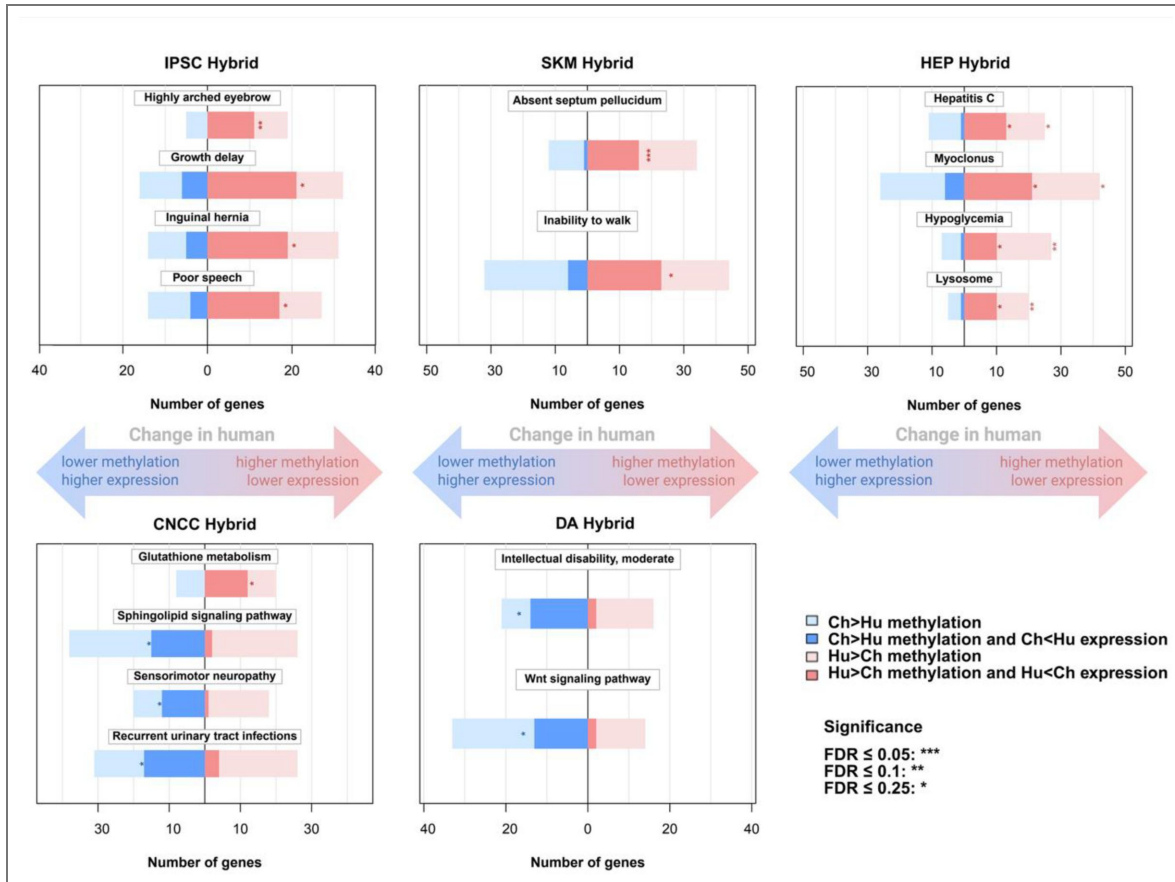 IPSC Hybrid
Highly arched eyebrow
**
Growth delay
*
Inguinal hernia
*
Poor speech
*
40 20 0 20 40
Number of genes
SKM Hybrid
Absent septum pellucidum
***
Inability to walk
*
50 30 10 10 30 50
Number of genes
HEP Hybrid
Hepatitis C
* *
Myoclonus
* *
Hypoglycemia
* **
Lysosome
* **
50 30 10 10 30 50
Number of genes
Change in human
lower methylation higher methylation
higher expression lower expression
Change in human
lower methylation higher methylation
higher expression lower expression
Change in human
lower methylation higher methylation
higher expression lower expression
CNCC Hybrid
Glutathione metabolism
*
Sphingolipid signaling pathway
*
Sensorimotor neuropathy
*
Recurrent urinary tract infections
*
30 10 10 30
Number of genes
DA Hybrid
Intellectual disability, moderate
*
Wnt signaling pathway
*
40 20 0 20 40
Number of genes
Ch>Hu methylation
Ch>Hu methylation and Ch<Hu expression
Hu>Ch methylation
Hu>Ch methylation and Hu<Ch expression
Significance
FDR ≤ 0.05: ***
FDR ≤ 0.1: **
FDR ≤ 0.25: *